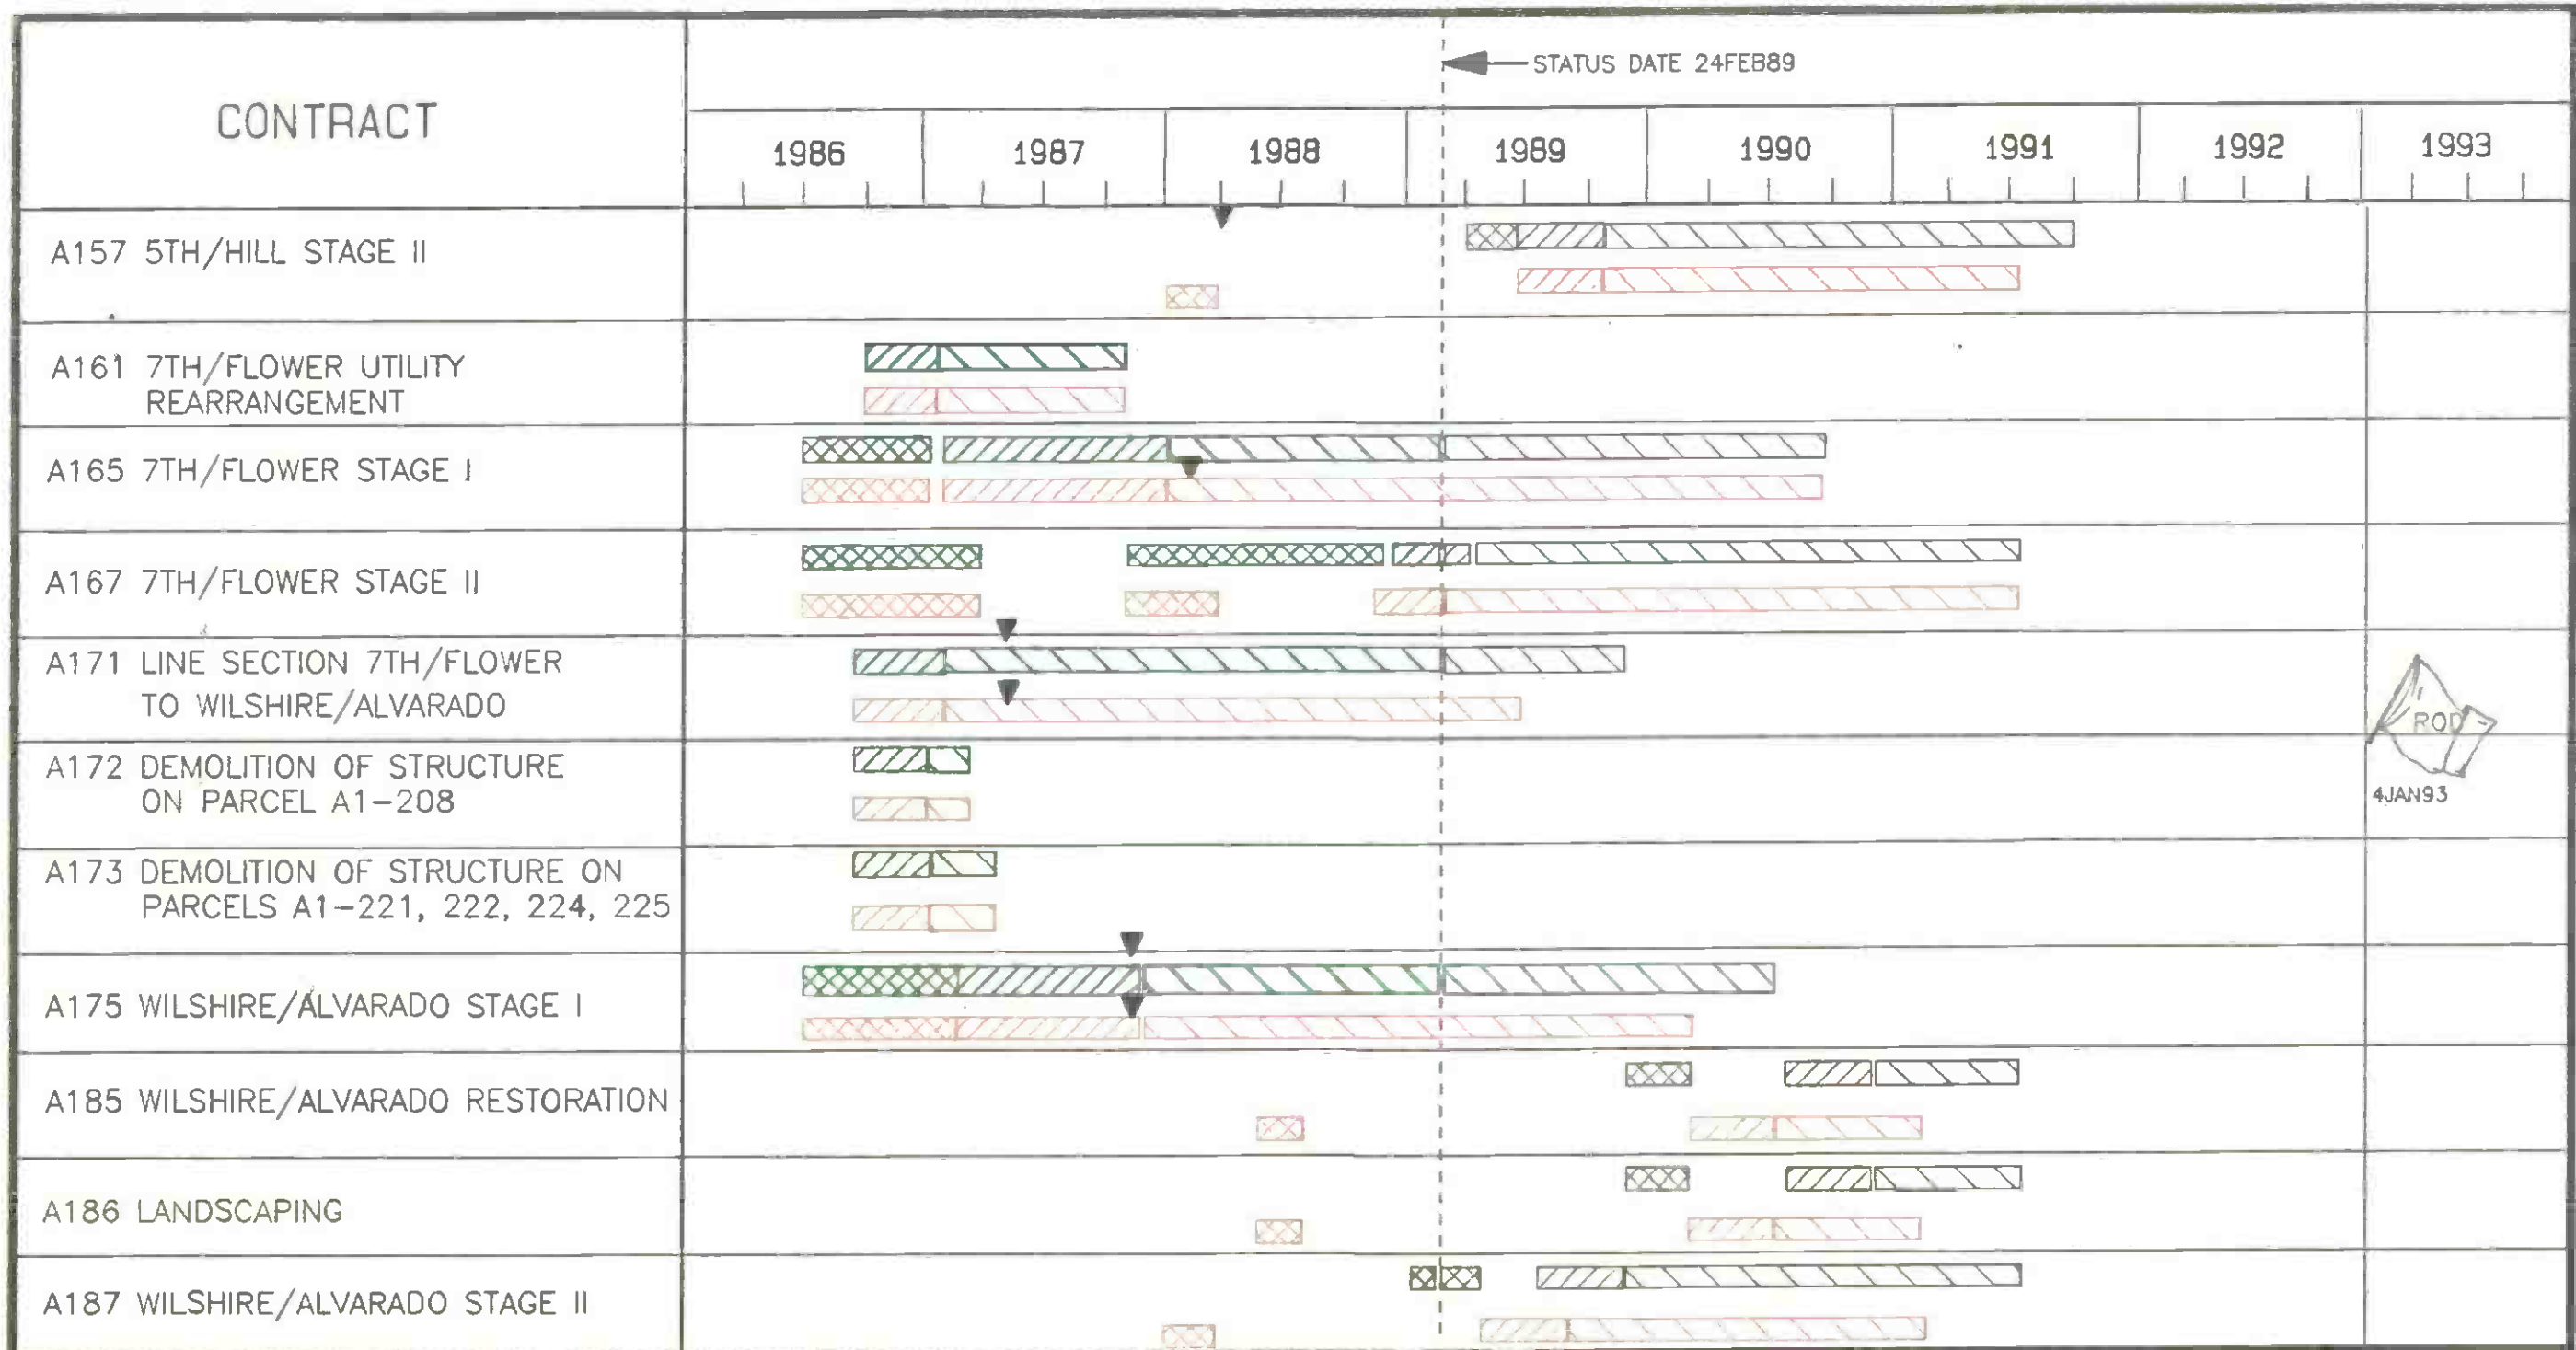 STATUS DATE 24FEB89
CONTRACT
1986 1987 1988 1989 1990 1991 1992 1993
A157 5TH/HILL STAGE II
A161 7TH/FLOWER UTILITY
REARRANGEMENT
A165 7TH/FLOWER STAGE I
A167 7TH/FLOWER STAGE II
A171 LINE SECTION 7TH/FLOWER
TO WILSHIRE/ALVARADO
ROD
A172 DEMOLITION OF STRUCTURE
ON PARCEL A1-208
4JAN93
A173 DEMOLITION OF STRUCTURE ON
PARCELS A1-221, 222, 224, 225
A175 WILSHIRE/ALVARADO STAGE I
A185 WILSHIRE/ALVARADO RESTORATION
A186 LANDSCAPING
A187 WILSHIRE/ALVARADO STAGE II